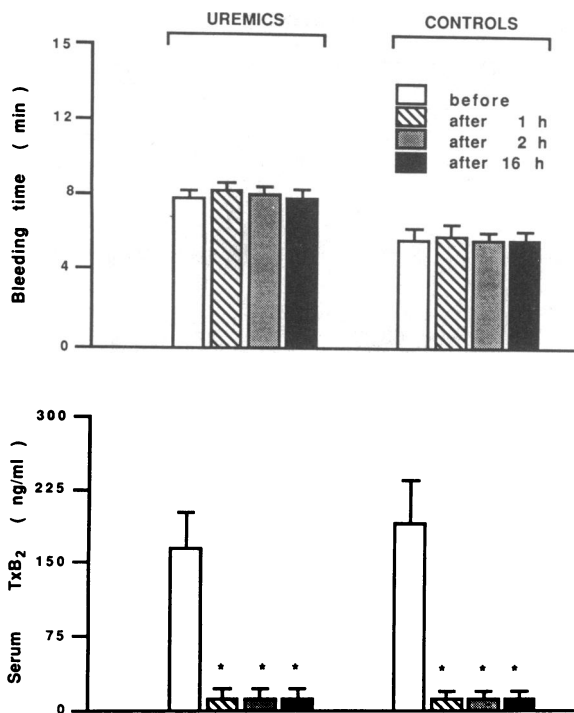 UREMICS
CONTROLS
15
12
8
4
0
Bleeding time ( min )
before
after 1 h
after 2 h
after 16 h
300
225
150
75
0
Serum TxB₂ ( ng/ml )
* * *
* * *